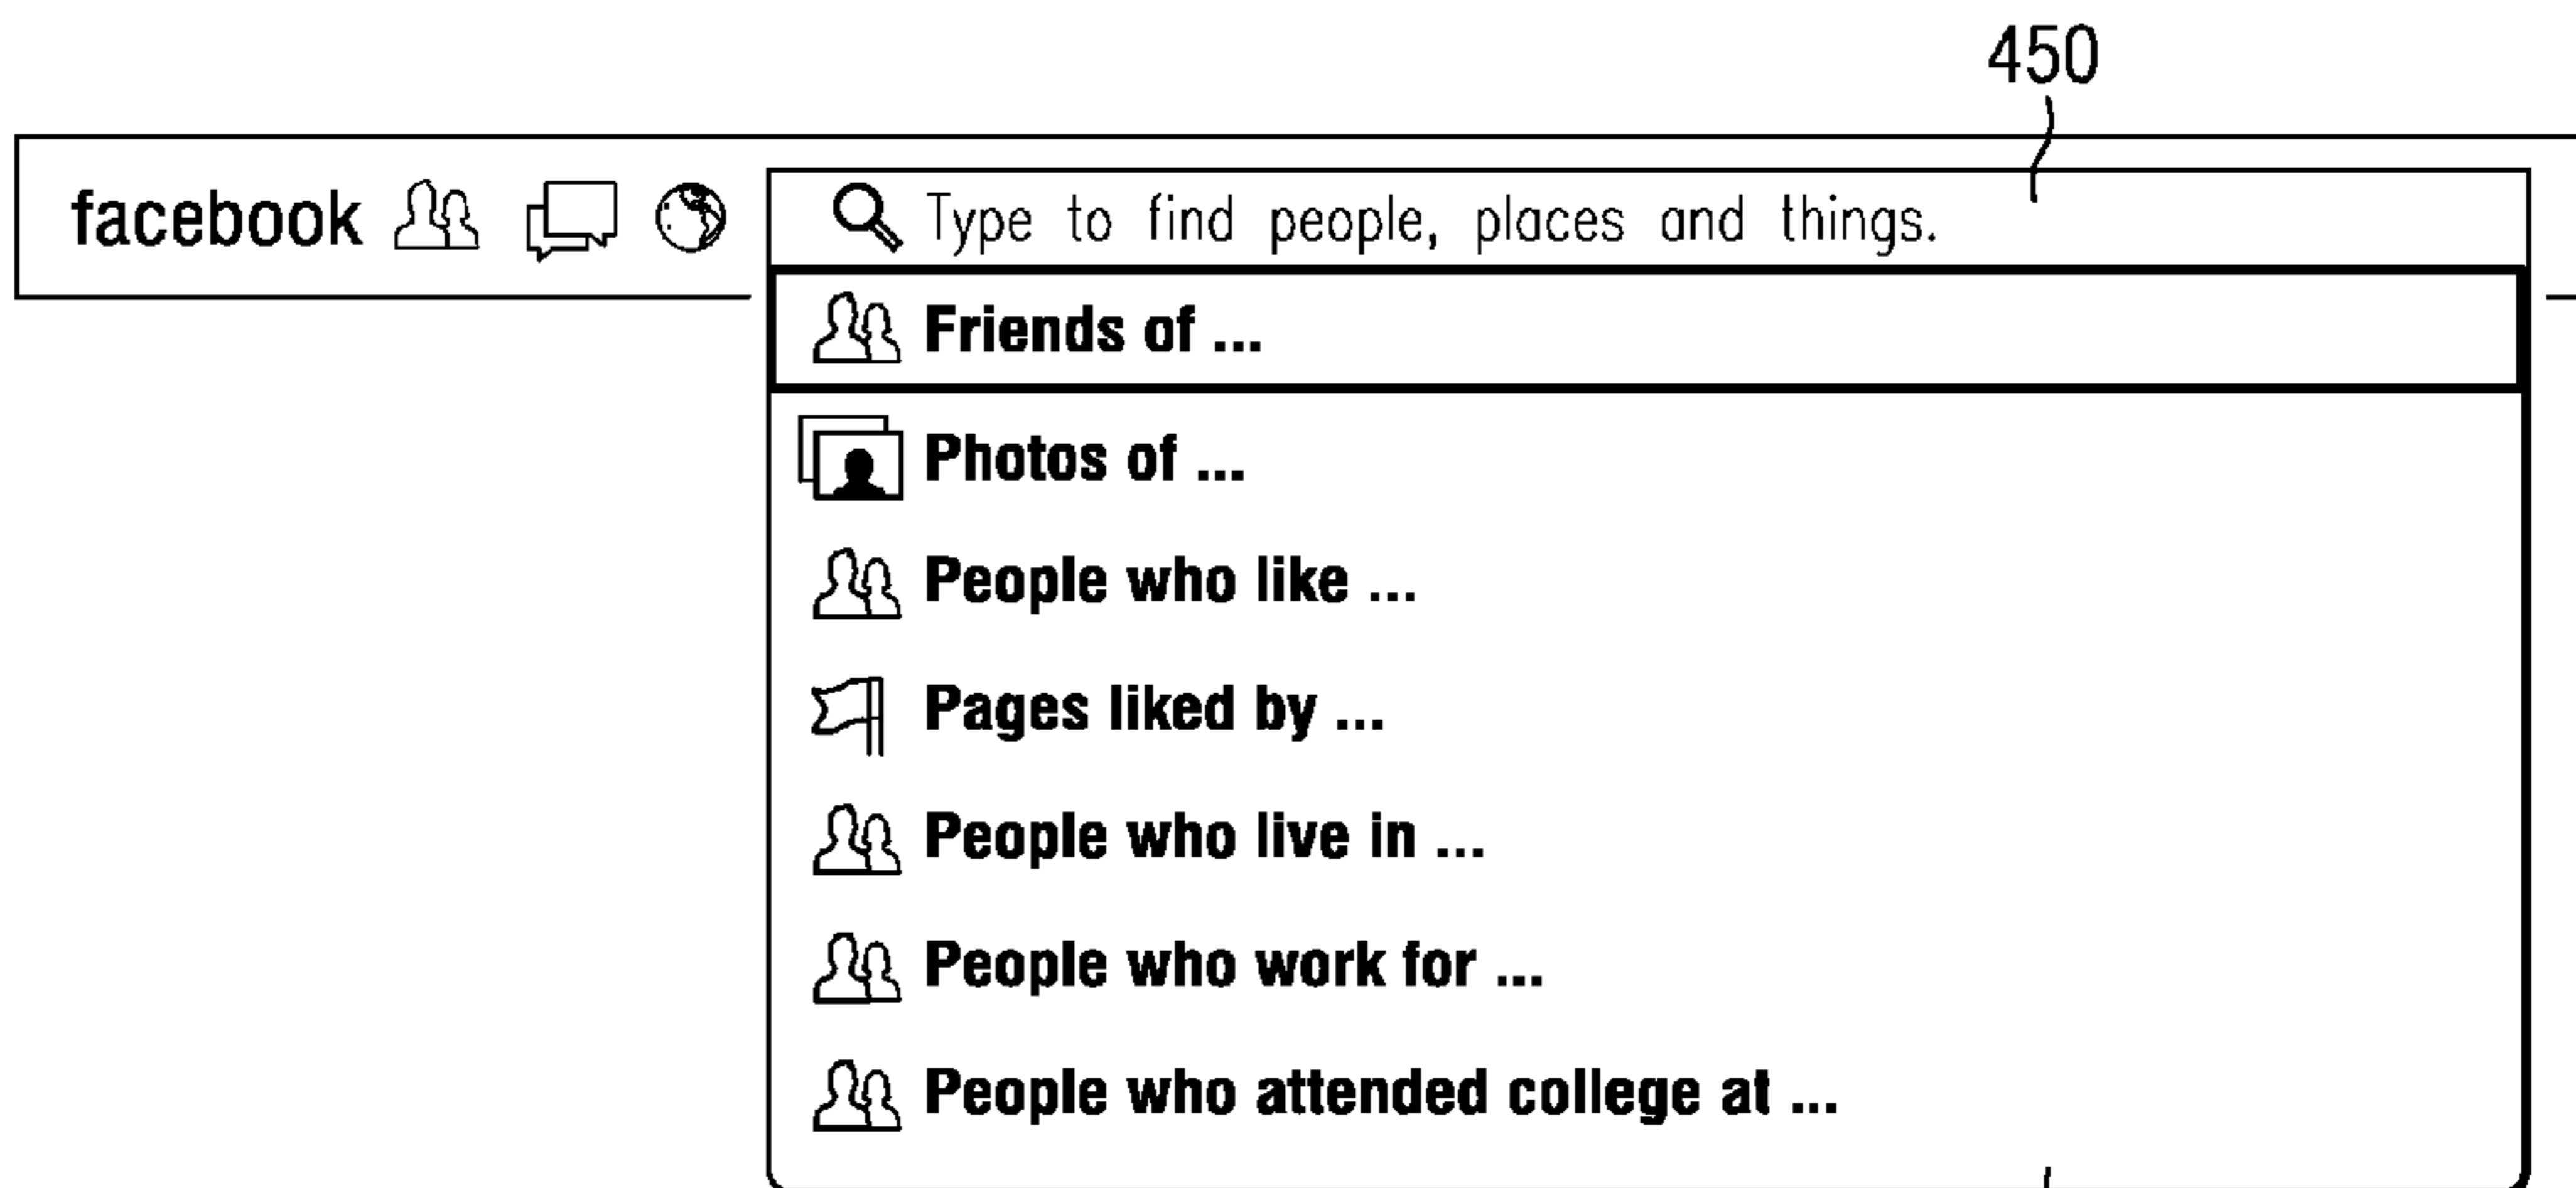 450
facebook Type to find people, places and things.
Friends of ...
Photos of ...
People who like ...
Pages liked by ...
People who live in ...
People who work for ...
People who attended college at ...